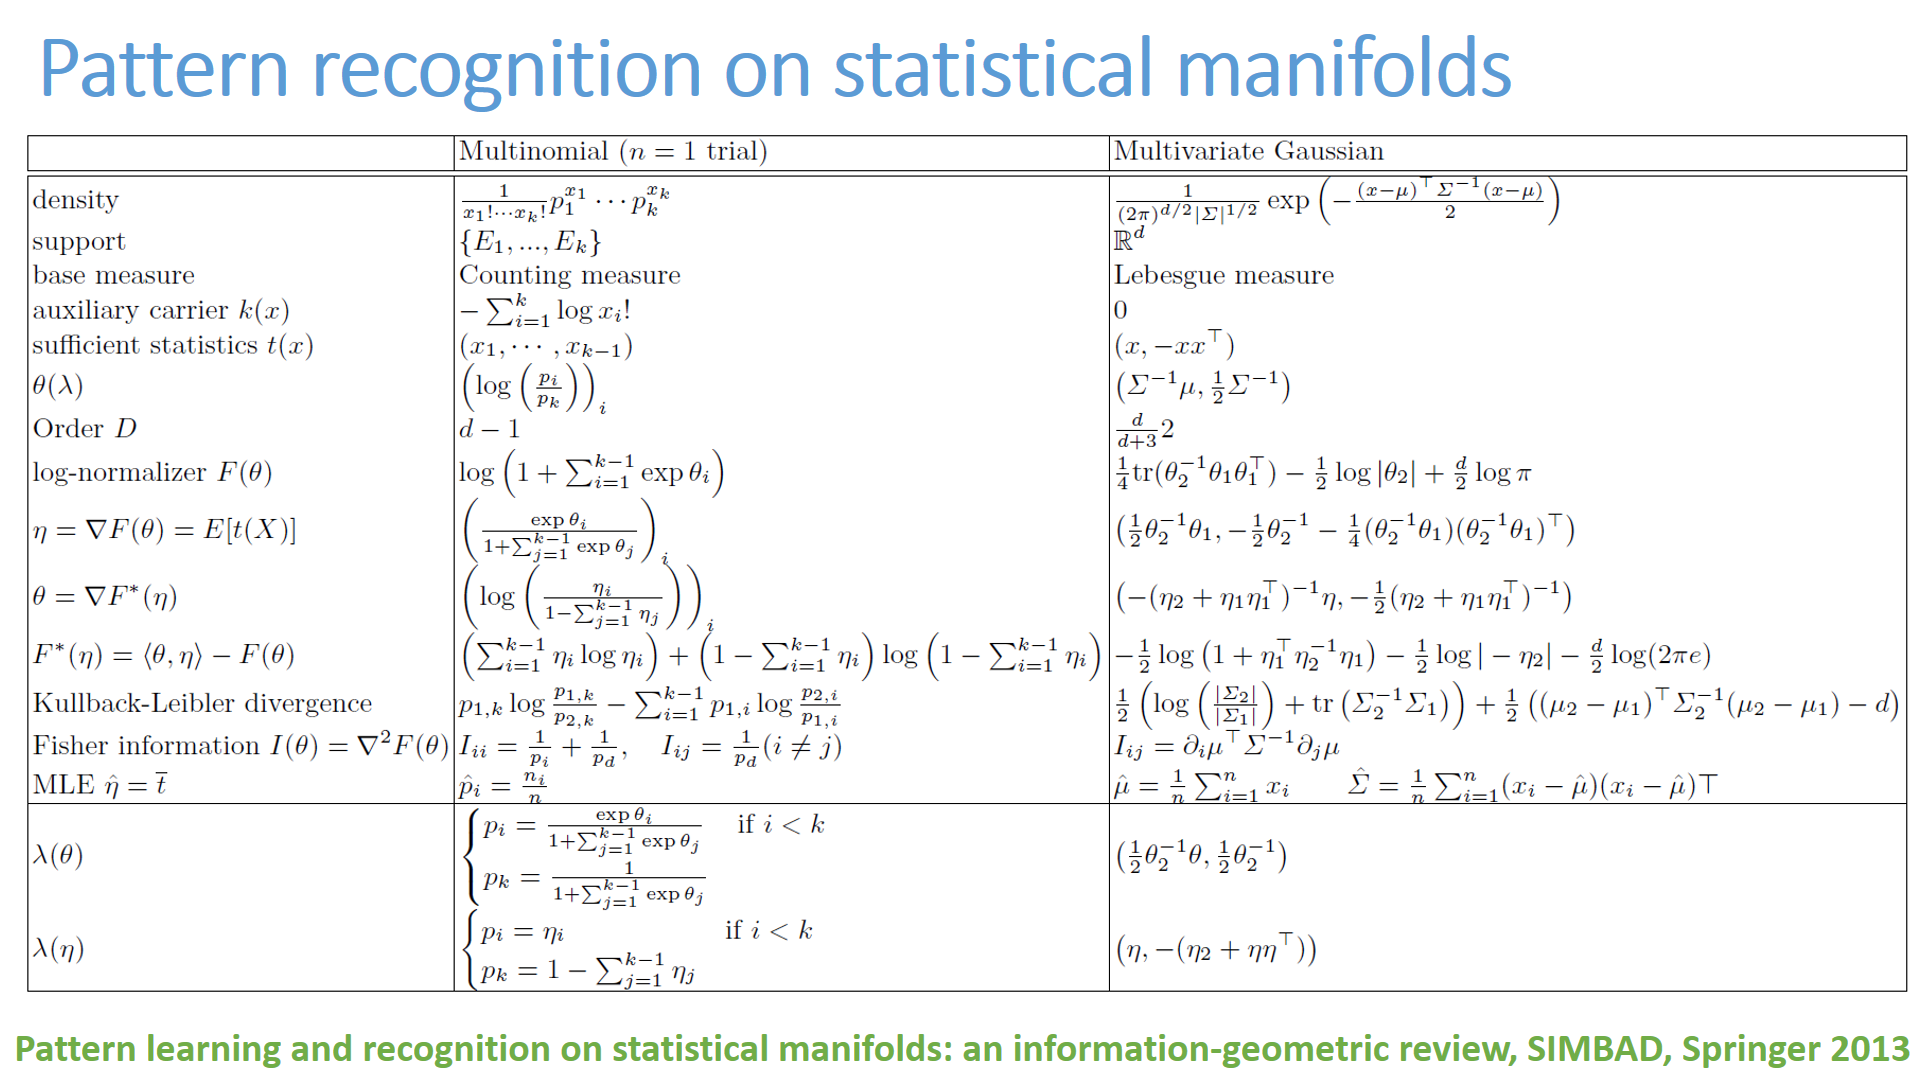 Pattern recognition on statistical manifolds
Multinomial (n = 1 trial) Multivariate Gaussian
density $\frac{1}{x_1!\cdots x_k!} p_1^{x_1} \cdots p_k^{x_k}$ $\frac{1}{(2\pi)^{d/2}|\Sigma|^{1/2}} \exp\left(-\frac{(x-\mu)^\top \Sigma^{-1}(x-\mu)}{2}\right)$
support $\{E_1, ..., E_k\}$ $\mathbb{R}^d$
base measure Counting measure Lebesgue measure
auxiliary carrier $k(x)$ $-\sum_{i=1}^{k} \log x_i!$ $0$
sufficient statistics $t(x)$ $(x_1, \cdots, x_{k-1})$ $(x, -xx^\top)$
$\theta(\lambda)$ $\left(\log\left(\frac{p_i}{p_k}\right)\right)_i$ $(\Sigma^{-1}\mu, \frac{1}{2}\Sigma^{-1})$
Order $D$ $d - 1$ $\frac{d}{d+3}2$
log-normalizer $F(\theta)$ $\log\left(1 + \sum_{i=1}^{k-1} \exp\theta_i\right)$ $\frac{1}{4}\mathrm{tr}(\theta_2^{-1}\theta_1\theta_1^\top) - \frac{1}{2}\log|\theta_2| + \frac{d}{2}\log\pi$
$\eta = \nabla F(\theta) = E[t(X)]$ $\left(\frac{\exp\theta_i}{1+\sum_{j=1}^{k-1}\exp\theta_j}\right)_i$ $(\frac{1}{2}\theta_2^{-1}\theta_1, -\frac{1}{2}\theta_2^{-1} - \frac{1}{4}(\theta_2^{-1}\theta_1)(\theta_2^{-1}\theta_1)^\top)$
$\theta = \nabla F^*(\eta)$ $\left(\log\left(\frac{\eta_i}{1-\sum_{j=1}^{k-1}\eta_j}\right)\right)_i$ $(-(\eta_2 + \eta_1\eta_1^\top)^{-1}\eta, -\frac{1}{2}(\eta_2 + \eta_1\eta_1^\top)^{-1})$
$F^*(\eta) = \langle\theta, \eta\rangle - F(\theta)$ $\left(\sum_{i=1}^{k-1}\eta_i\log\eta_i\right) + \left(1 - \sum_{i=1}^{k-1}\eta_i\right)\log\left(1 - \sum_{i=1}^{k-1}\eta_i\right)$ $-\frac{1}{2}\log(1 + \eta_1^\top\eta_2^{-1}\eta_1) - \frac{1}{2}\log|-\eta_2| - \frac{d}{2}\log(2\pi e)$
Kullback-Leibler divergence $p_{1,k}\log\frac{p_{1,k}}{p_{2,k}} - \sum_{i=1}^{k-1} p_{1,i}\log\frac{p_{2,i}}{p_{1,i}}$ $\frac{1}{2}\left(\log\left(\frac{|\Sigma_2|}{|\Sigma_1|}\right) + \mathrm{tr}(\Sigma_2^{-1}\Sigma_1)\right) + \frac{1}{2}((\mu_2 - \mu_1)^\top\Sigma_2^{-1}(\mu_2 - \mu_1) - d)$
Fisher information $I(\theta) = \nabla^2 F(\theta)$ $I_{ii} = \frac{1}{p_i} + \frac{1}{p_d}, \quad I_{ij} = \frac{1}{p_d}(i \neq j)$ $I_{ij} = \partial_i\mu^\top\Sigma^{-1}\partial_j\mu$
MLE $\hat{\eta} = \bar{t}$ $\hat{p}_i = \frac{n_i}{n}$ $\hat{\mu} = \frac{1}{n}\sum_{i=1}^{n} x_i \quad \hat{\Sigma} = \frac{1}{n}\sum_{i=1}^{n}(x_i - \hat{\mu})(x_i - \hat{\mu})\top$
$\lambda(\theta)$ $\begin{cases} p_i = \frac{\exp\theta_i}{1+\sum_{j=1}^{k-1}\exp\theta_j} & \text{if } i < k \\ p_k = \frac{1}{1+\sum_{j=1}^{k-1}\exp\theta_j} \end{cases}$ $(\frac{1}{2}\theta_2^{-1}\theta, \frac{1}{2}\theta_2^{-1})$
$\lambda(\eta)$ $\begin{cases} p_i = \eta_i & \text{if } i < k \\ p_k = 1 - \sum_{j=1}^{k-1}\eta_j \end{cases}$ $(\eta, -(\eta_2 + \eta\eta^\top))$
Pattern learning and recognition on statistical manifolds: an information-geometric review, SIMBAD, Springer 2013